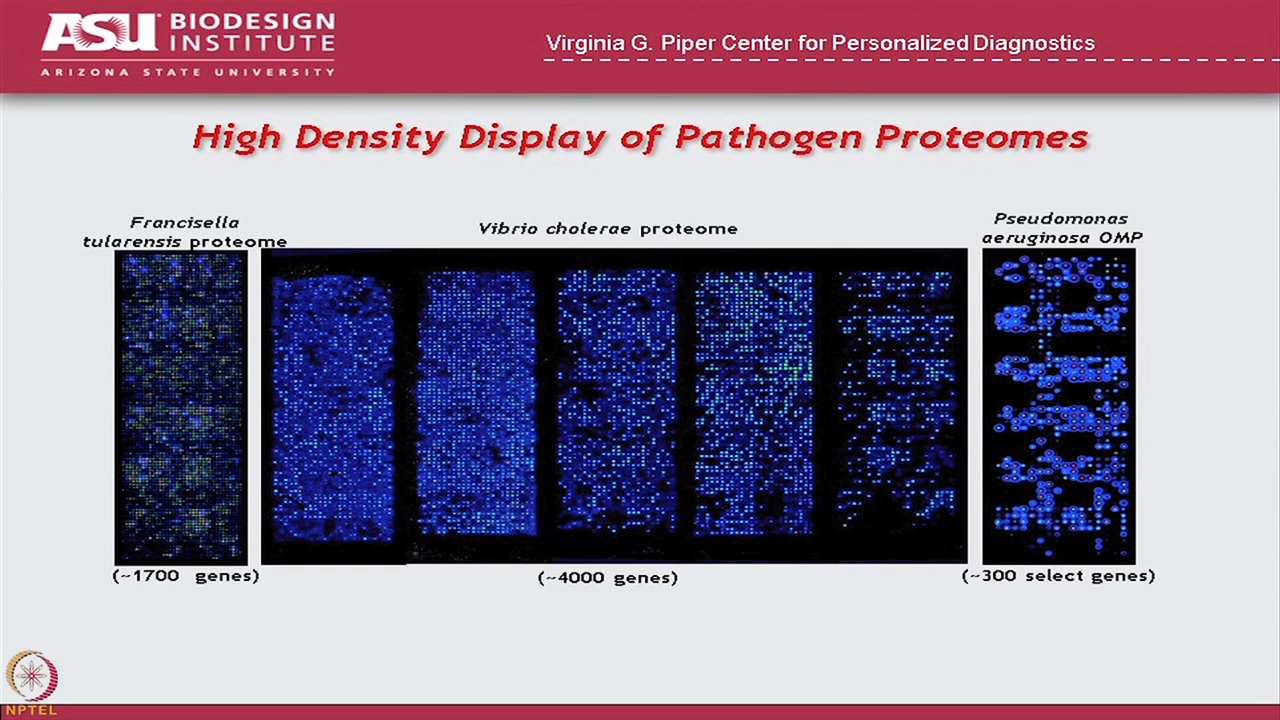 ASU BIODESIGN
INSTITUTE
ARIZONA STATE UNIVERSITY
Virginia G. Piper Center for Personalized Diagnostics
High Density Display of Pathogen Proteomes
Francisella
tularensis proteome
Vibrio cholerae proteome
Pseudomonas
aeruginosa OMP
(~1700 genes)
(~4000 genes)
(~300 select genes)
NPTEL